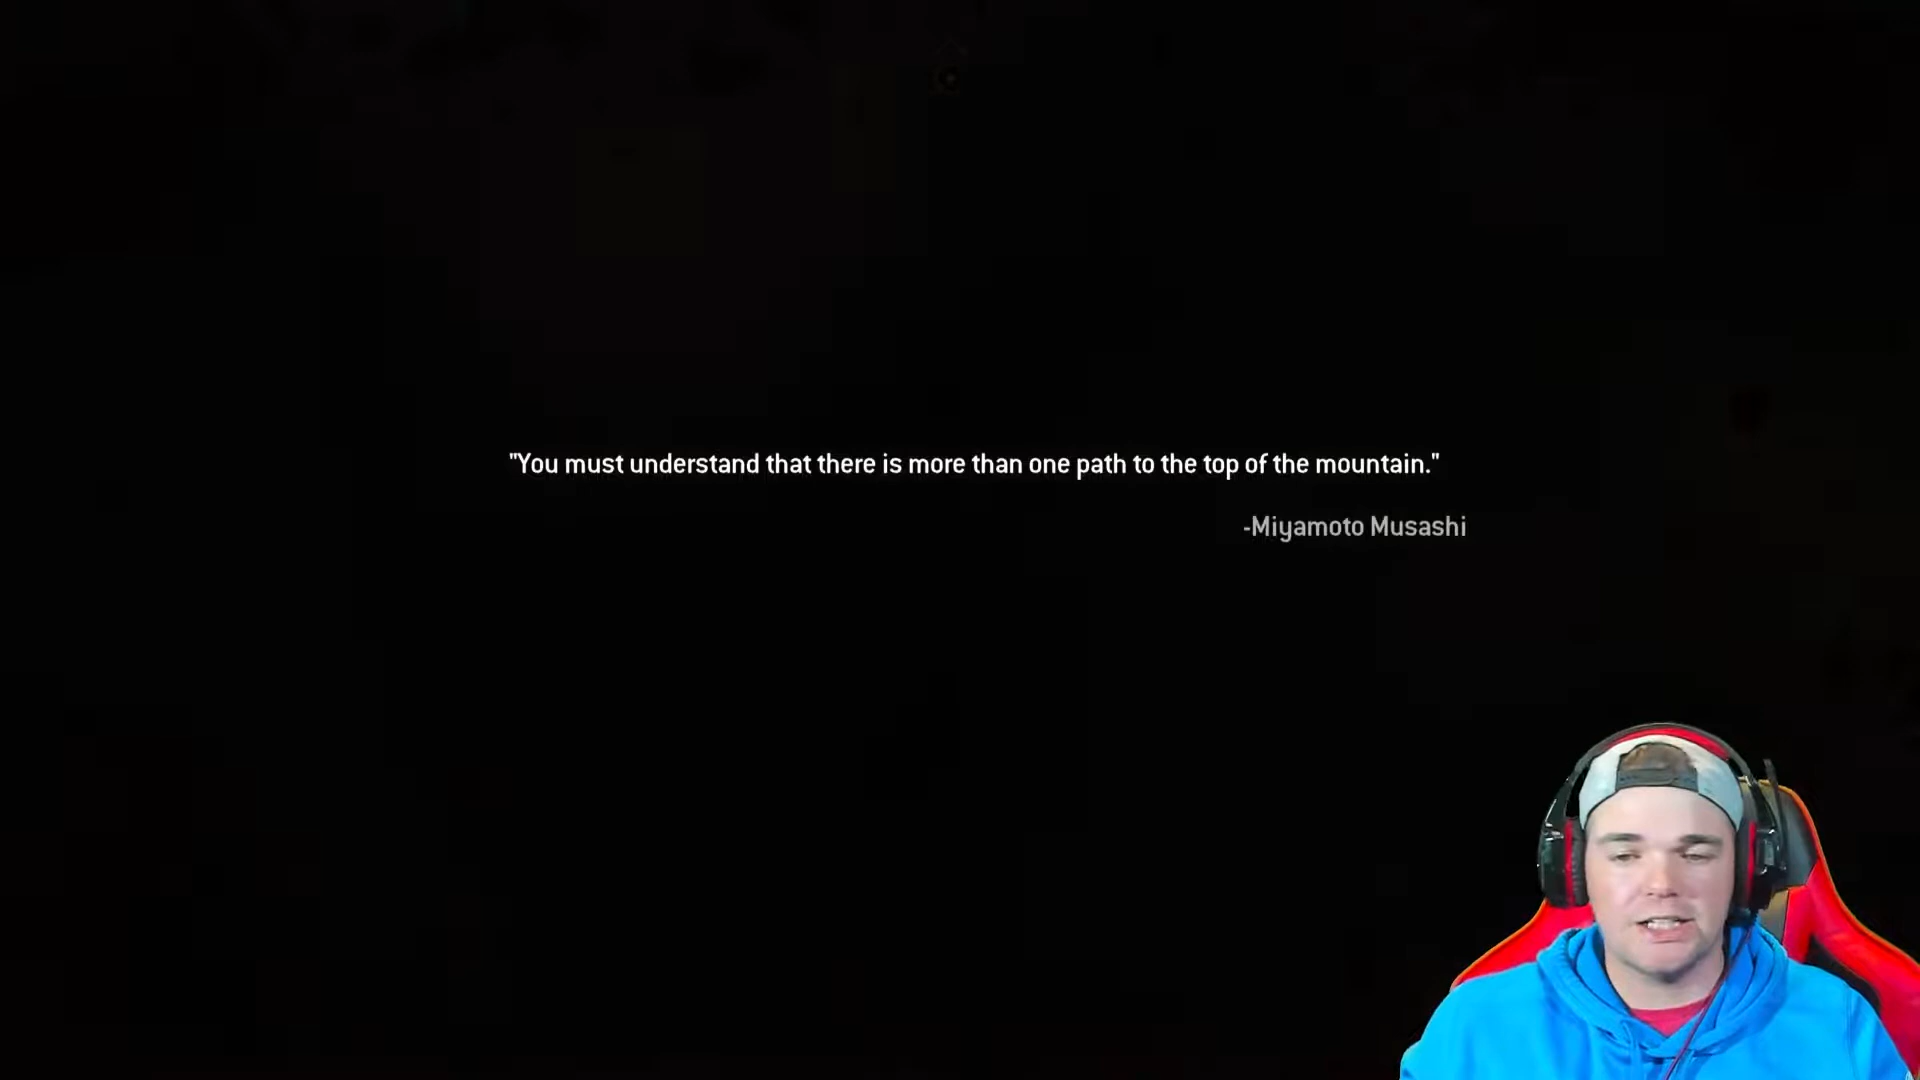 "You must understand that there is more than one path to the top of the mountain."
-Miyamoto Musashi